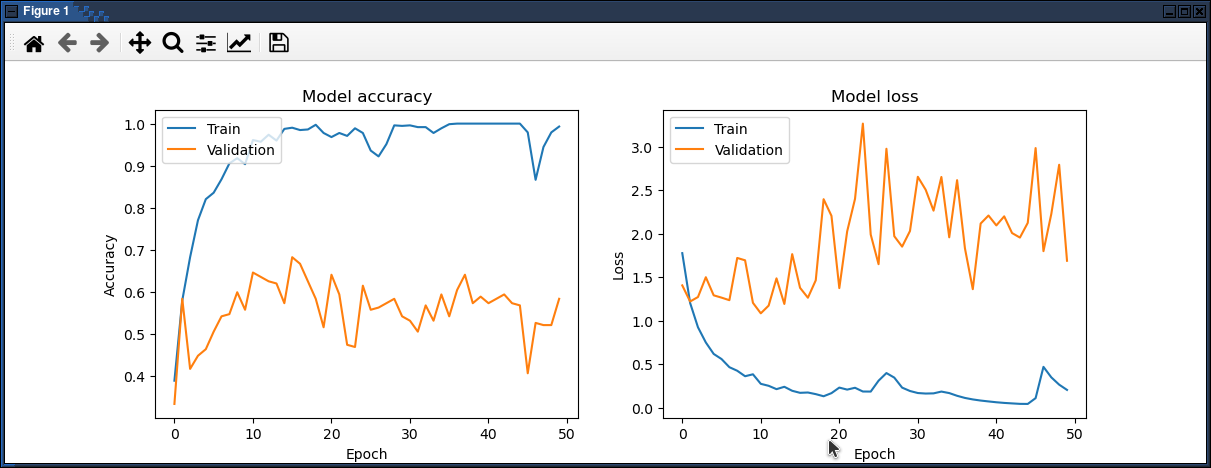 Figure 1
Model accuracy
Train
Validation
1.0
0.9
0.8
0.7
0.6
0.5
0.4
Accuracy
0 10 20 30 40 50
Epoch
Model loss
Train
Validation
3.0
2.5
2.0
1.5
1.0
0.5
0.0
Loss
0 10 20 30 40 50
Epoch